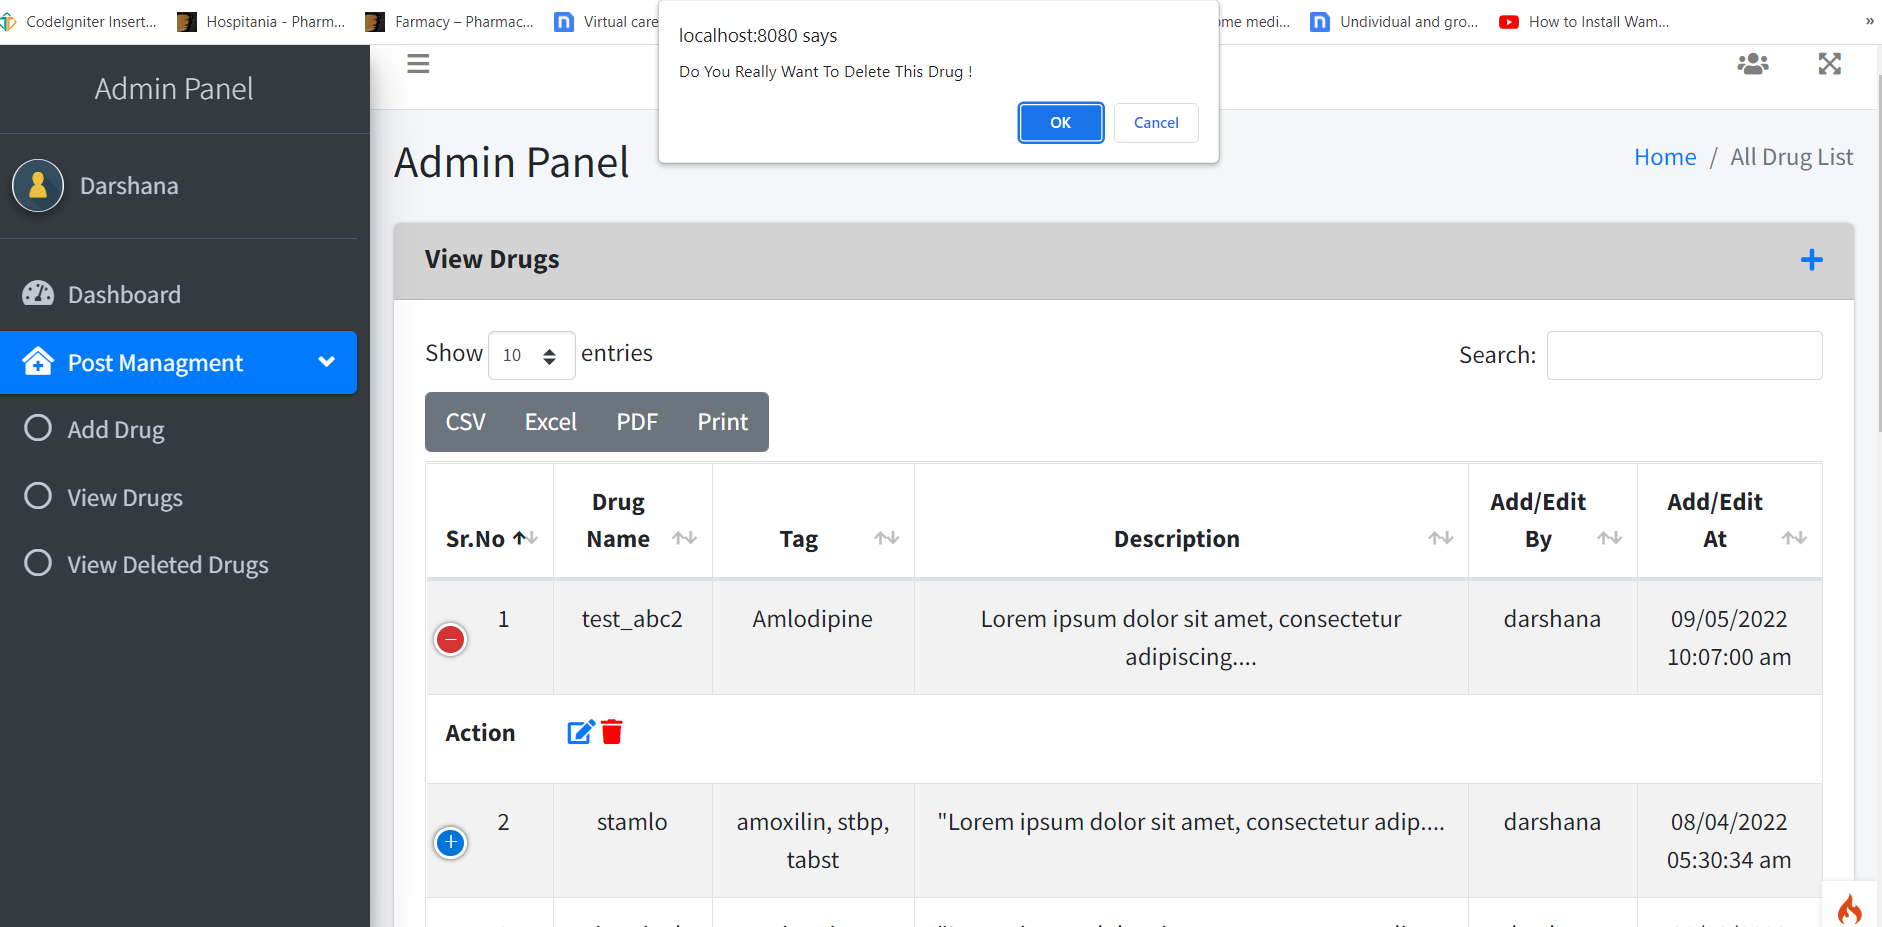 CodeIgniter Insert...
Hospitania - Pharm...
Farmacy – Pharmac...
Virtual care
me medi...
Undividual and gro...
How to Install Wam...
»
localhost:8080 says
Do You Really Want To Delete This Drug !
OK
Cancel
Admin Panel
Darshana
Dashboard
Post Managment
Add Drug
View Drugs
View Deleted Drugs
Admin Panel
Home / All Drug List
View Drugs
Show 10 entries
Search:
CSV Excel PDF Print
Sr.No
Drug
Name
Tag
Description
Add/Edit
By
Add/Edit
At
1
test_abc2
Amlodipine
Lorem ipsum dolor sit amet, consectetur
adipiscing....
darshana
09/05/2022
10:07:00 am
Action
2
stamlo
amoxilin, stbp,
tabst
"Lorem ipsum dolor sit amet, consectetur adip....
darshana
08/04/2022
05:30:34 am